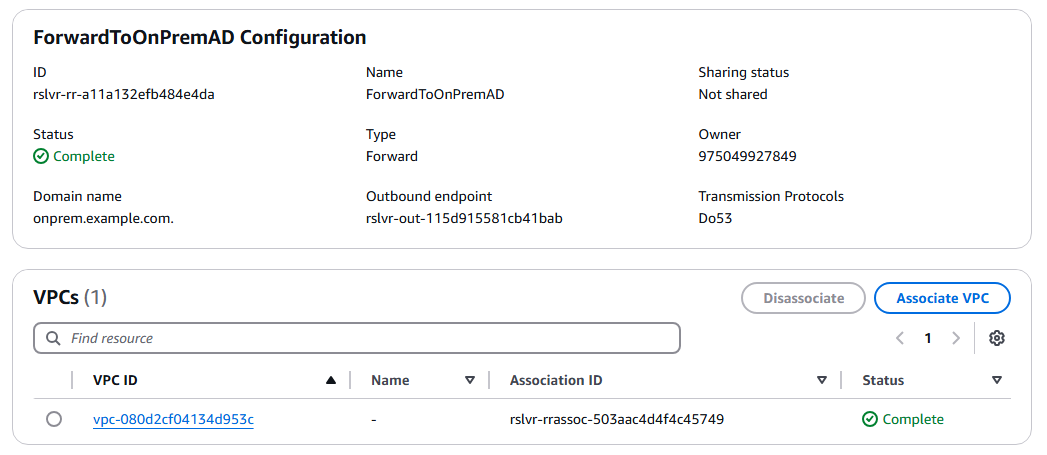 ForwardToOnPremAD Configuration
ID
rslvr-rr-a11a132efb484e4da
Name
ForwardToOnPremAD
Sharing status
Not shared
Status
Complete
Type
Forward
Owner
975049927849
Domain name
onprem.example.com.
Outbound endpoint
rslvr-out-115d915581cb41bab
Transmission Protocols
Do53
VPCs (1)
Disassociate
Associate VPC
Find resource
1
VPC ID
Name
Association ID
Status
vpc-080d2cf04134d953c
-
rslvr-rrassoc-503aac4d4f4c45749
Complete